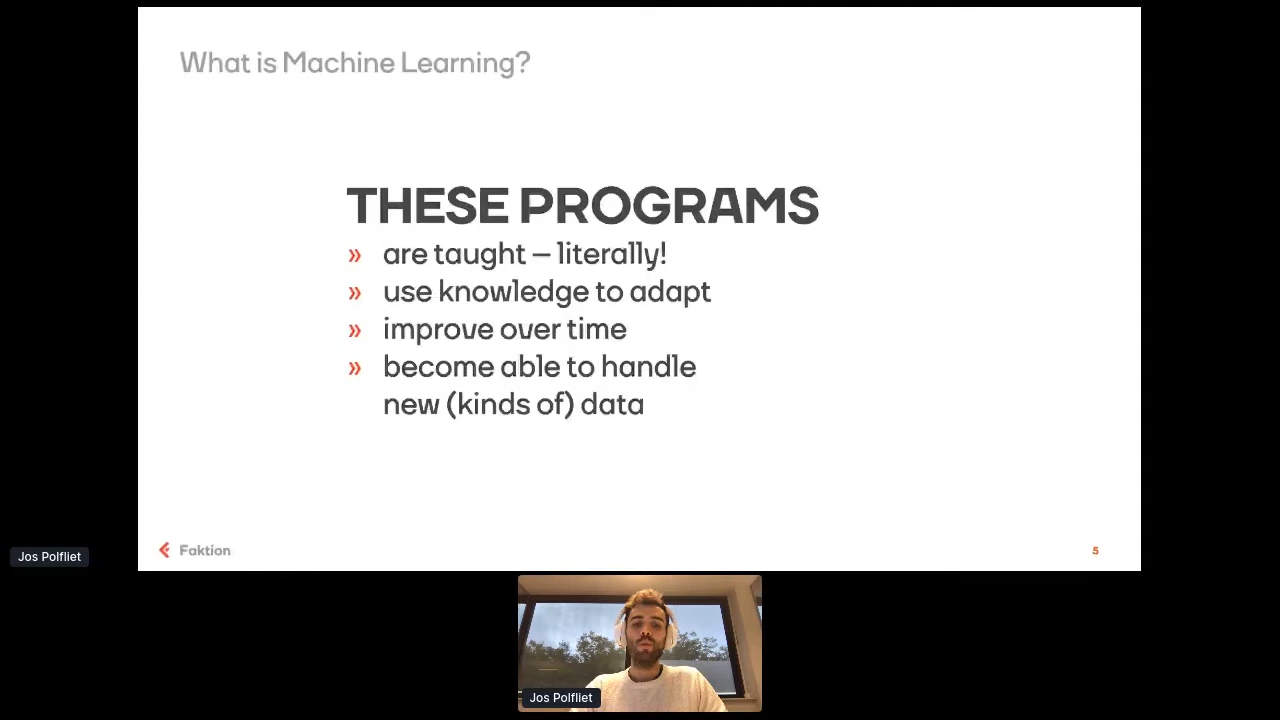 What is Machine Learning?
THESE PROGRAMS
» are taught – literally!
» use knowledge to adapt
» improve over time
» become able to handle
new (kinds of) data
Faktion
5
Jos Polfliet
Jos Polfliet